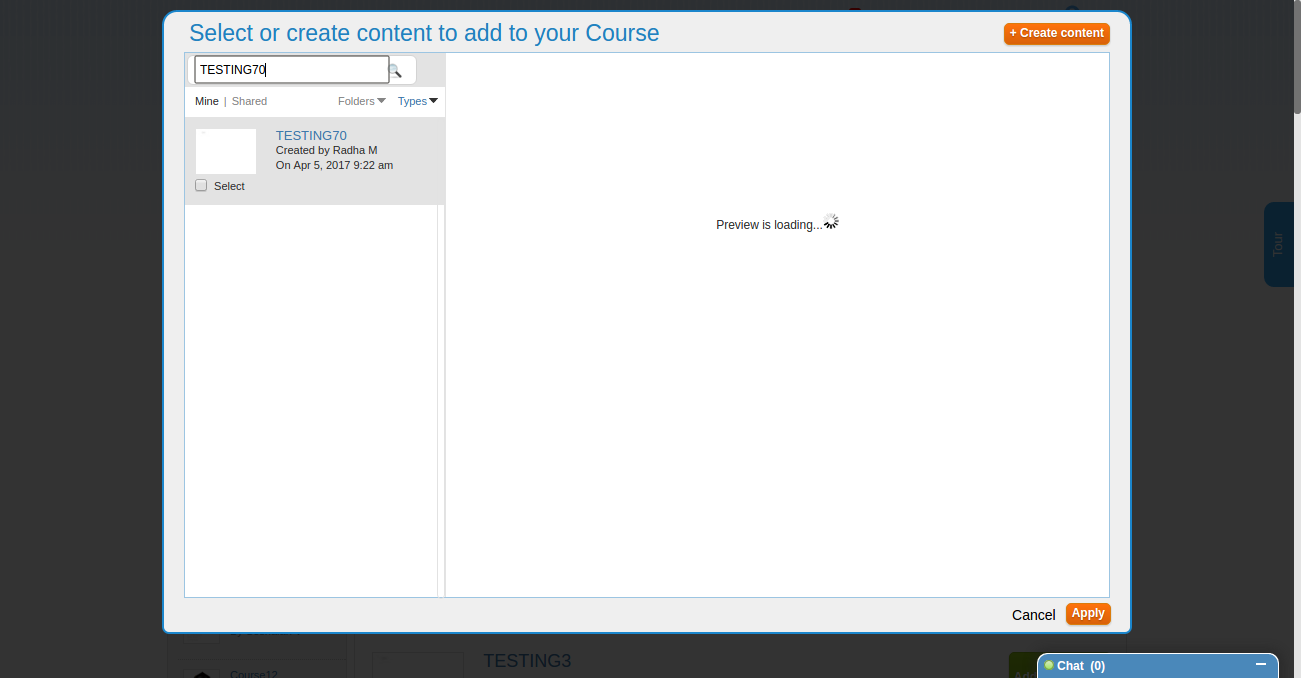 Select or create content to add to your Course
+ Create content
TESTING70
Mine | Shared
Folders
Types
TESTING70
Created by Radha M
On Apr 5, 2017 9:22 am
Select
Preview is loading...
Tour
Cancel
Apply
TESTING3
Course12
Chat (0)